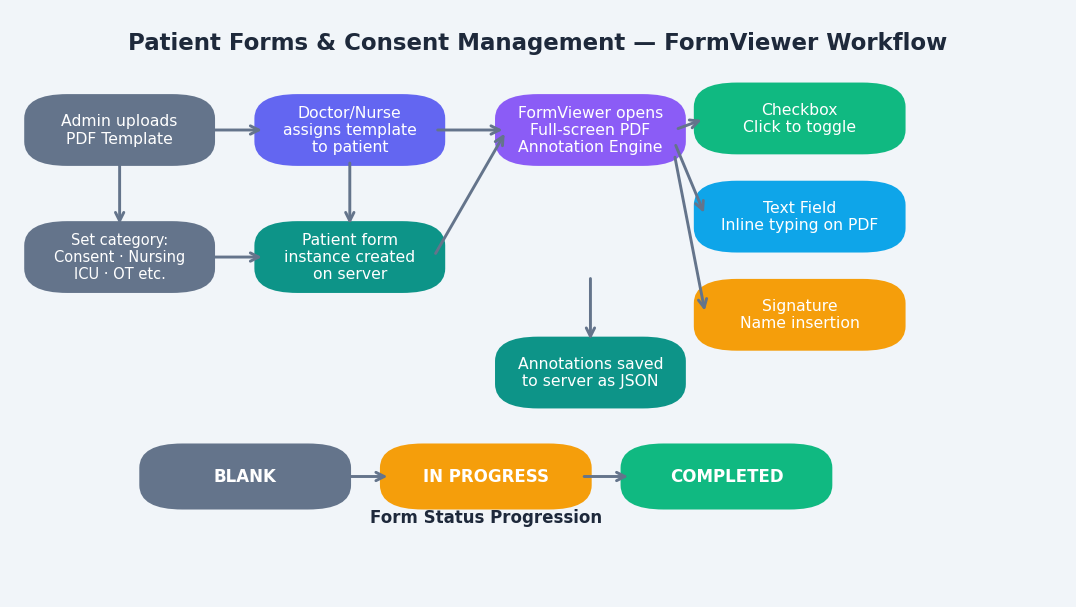 Patient Forms & Consent Management — FormViewer Workflow
Admin uploads
PDF Template
Doctor/Nurse
assigns template
to patient
FormViewer opens
Full-screen PDF
Annotation Engine
Checkbox
Click to toggle
Text Field
Inline typing on PDF
Set category:
Consent · Nursing
ICU · OT etc.
Patient form
instance created
on server
Signature
Name insertion
Annotations saved
to server as JSON
BLANK
IN PROGRESS
COMPLETED
Form Status Progression